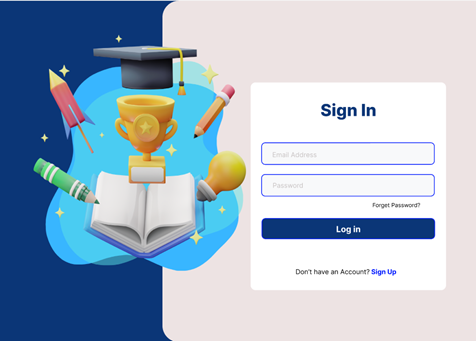 Sign In
Email Address
Password
Forget Password?
Log in
Don't have an Account? Sign Up